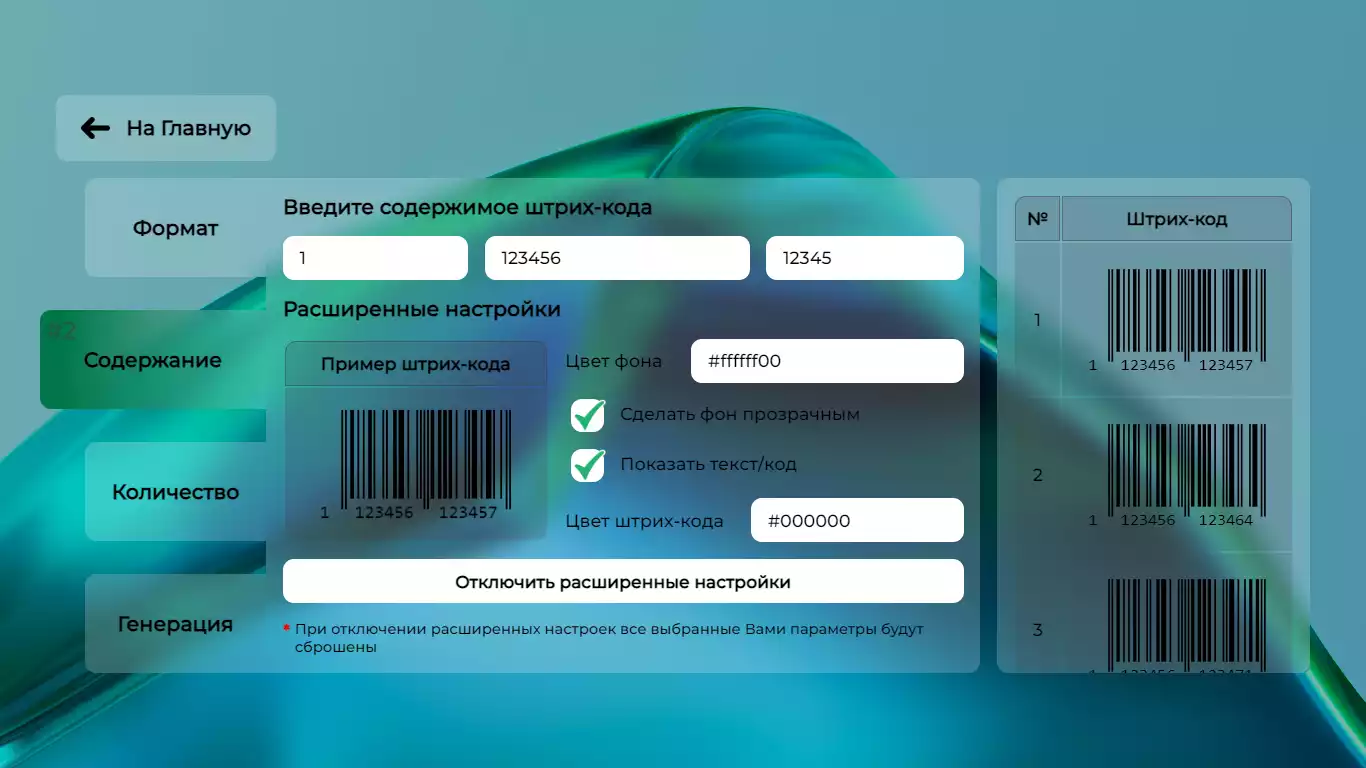 На Главную
Формат
#2
Содержание
Количество
Генерация
Введите содержимое штрих-кода
1 123456 12345
Расширенные настройки
Пример штрих-кода
1 123456 123457
Цвет фона #ffffff00
Сделать фон прозрачным
Показать текст/код
Цвет штрих-кода #000000
Отключить расширенные настройки
* При отключении расширенных настроек все выбранные Вами параметры будут
сброшены
№ Штрих-код
1
1 123456 123457
2
1 123456 123464
3
1 123456 123471